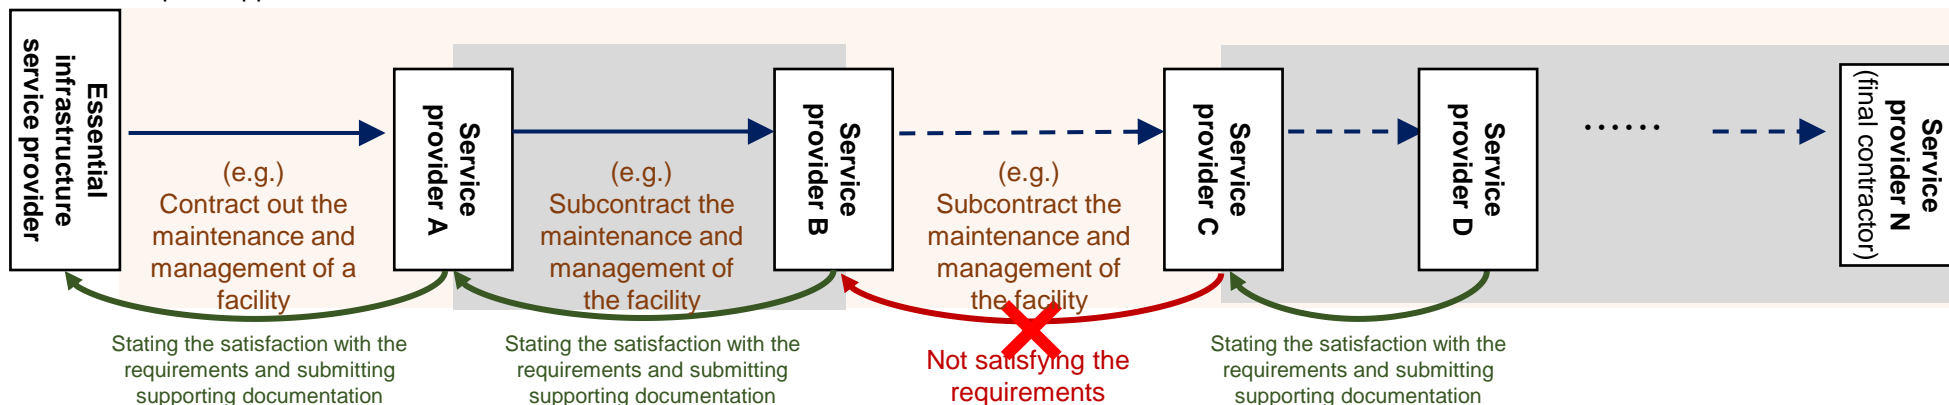 Essential
infrastructure
service provider
(e.g.)
Contract out the
maintenance and
management of a
facility
Stating the satisfaction with the
requirements and submitting
supporting documentation
Service
provider A
(e.g.)
Subcontract the
maintenance and
management of
the facility
Stating the satisfaction with the
requirements and submitting
supporting documentation
Service
provider B
(e.g.)
Subcontract the
maintenance and
management of
the facility
Not satisfying the
requirements
Service
provider C
Stating the satisfaction with the
requirements and submitting
supporting documentation
Service
provider D
······
Service
provider N
(final contractor)